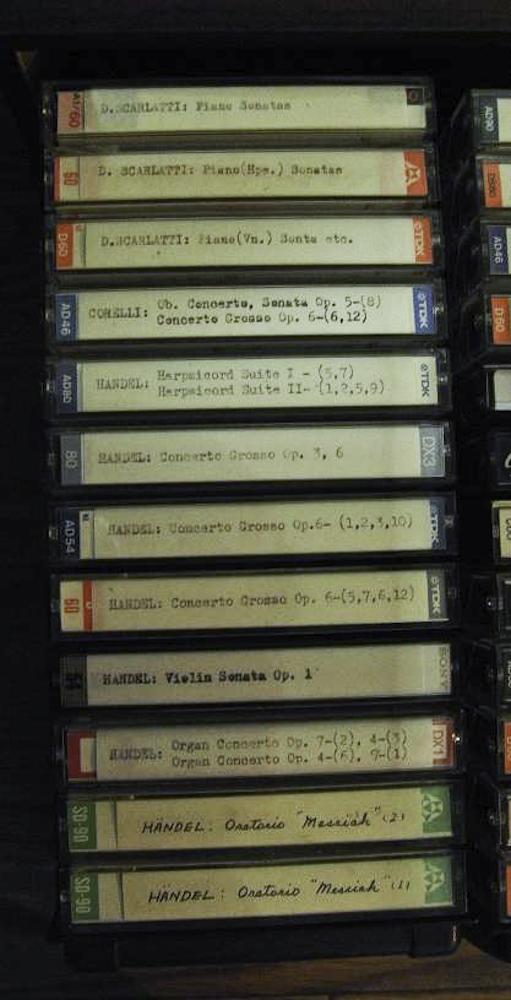 60 D.SCARLATTI: Piano Sonatas
60 D. SCARLATTI: Piano(Hps.) Sonatas
D60 D.SCARLATTI: Piano(Vn.) Sonta etc. TDK
AD46 CORELLI: Ob. Concerto, Sonata Op. 5-(8) TDK
Concerto Grosso Op. 6-(6,12)
AD80 HANDEL: Harpsicord Suite I - (5,7) TDK
Harpsicord Suite II- (1,2,5,9)
80 HANDEL: Concerto Grosso Op. 3, 6 DX3
AD54 HANDEL: Concerto Grosso Op.6- (1,2,3,10) TDK
60 HANDEL: Concerto Grosso Op. 6-(5,7,6,12) TDK
54 HANDEL: Violin Sonata Op. 1 SONY
HANDEL: Organ Concerto Op. 7-(2), 4-(3) DX1
Organ Concerto Op. 4-(6), 9-(1)
SD-90 HÄNDEL: Oratorio "Messiah" (2)
SD-90 HÄNDEL: Oratorio "Messiah" (1)
AD90
AD46
D60